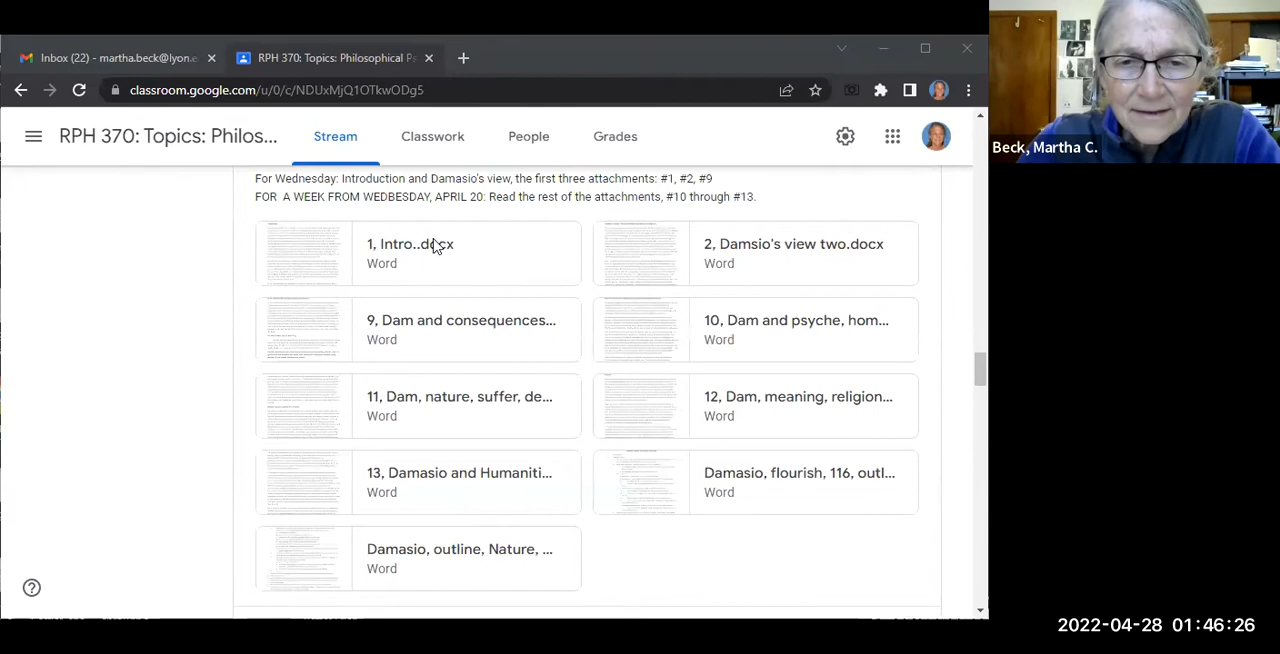 Inbox (22) - martha.beck@lyon.e
RPH 370: Topics: Philosophical Ps
classroom.google.com/u/0/c/NDUxMjQ1OTkwODg5
RPH 370: Topics: Philos...
Stream
Classwork
People
Grades
Beck, Martha C.
For Wednesday: Introduction and Damasio's view, the first three attachments: #1, #2, #9
FOR A WEEK FROM WEDNESDAY, APRIL 20: Read the rest of the attachments, #10 through #13.
1, Intro..docx
Word
2, Damsio's view two.docx
Word
9, Dam and consequences...
Word
10, Dam and psyche, hom...
Word
11, Dam, nature, suffer, de...
Word
12, Dam, meaning, religion...
Word
13, Damasio and Humaniti...
Word
Damasio, flourish, 116, outl...
Word
Damasio, outline, Nature, ...
Word
2022-04-28 01:46:26